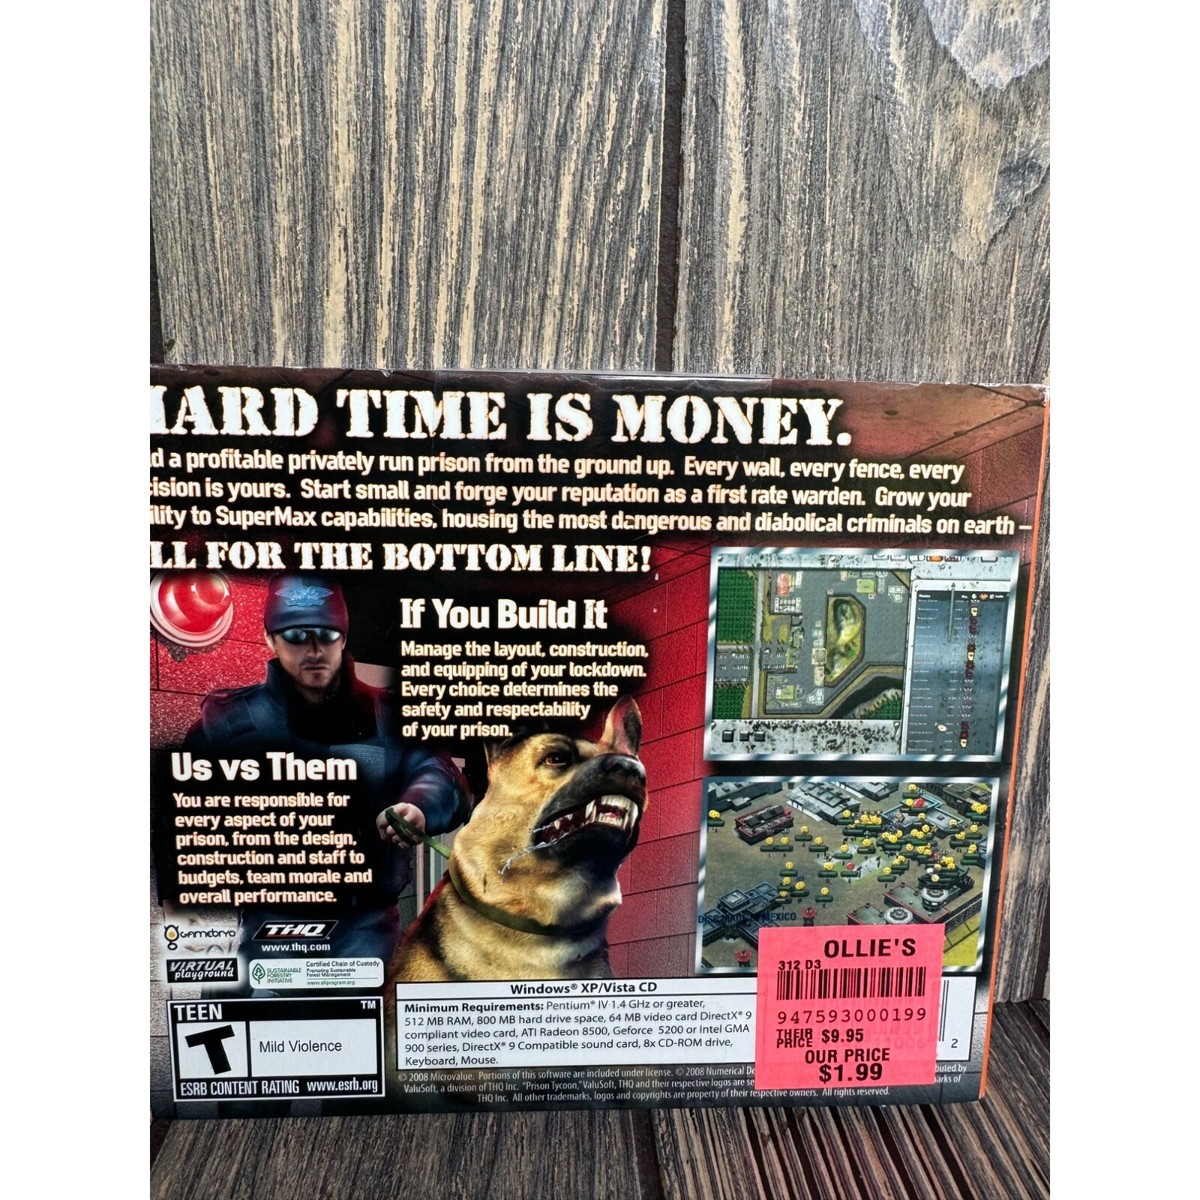 HARD TIME IS MONEY.
d a profitable privately run prison from the ground up. Every wall, every fence, every
cision is yours. Start small and forge your reputation as a first rate warden. Grow your
ility to SuperMax capabilities, housing the most dangerous and diabolical criminals on earth –
LL FOR THE BOTTOM LINE!
If You Build It
Manage the layout, construction,
and equipping of your lockdown.
Every choice determines the
safety and respectability
of your prison.
Us vs Them
You are responsible for
every aspect of your
prison, from the design,
construction and staff to
budgets, team morale and
overall performance.
GAMEBRYO
THQ
www.thq.com
VIRTUAL
playground
SUSTAINABLE
FORESTRY
INITIATIVE
Certified Chain of Custody
Promoting Sustainable
Forest Management
www.sfiprogram.org
DISC MADE IN MEXICO
TEEN TM
T
Mild Violence
ESRB CONTENT RATING www.esrb.org
Windows® XP/Vista CD
Minimum Requirements: Pentium® IV 1.4 GHz or greater,
512 MB RAM, 800 MB hard drive space, 64 MB video card DirectX® 9
compliant video card, ATI Radeon 8500, Geforce 5200 or Intel GMA
900 series, DirectX® 9 Compatible sound card, 8x CD-ROM drive,
Keyboard, Mouse.
OLLIE'S
312 D3
947593000199
THEIR PRICE $9.95
OUR PRICE
$1.99
2
© 2008 Microvalue. Portions of this software are included under license. © 2008 Numerical De
buted by
ValuSoft, a division of THQ Inc. "Prison Tycoon," ValuSoft, THQ and their respective logos are
arks of
THQ Inc. All other trademarks, logos and copyrights are property of their respective owners. All rights reserved.